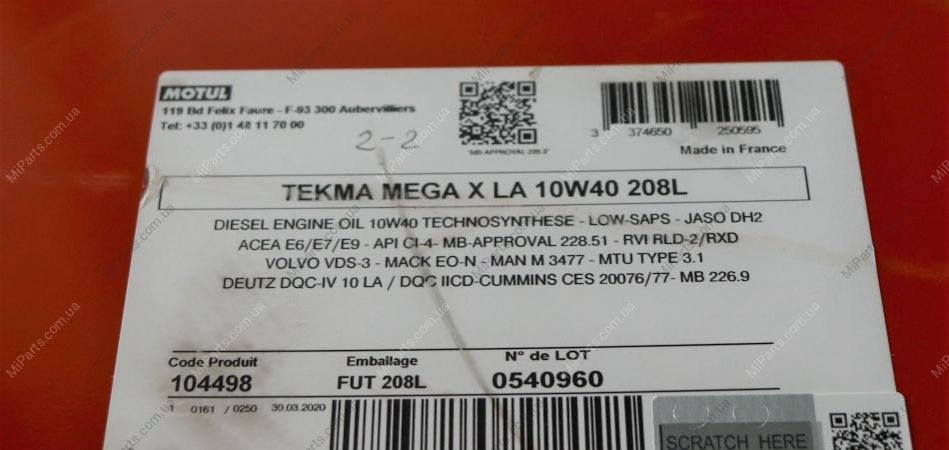 MOTUL
119 Bd Felix Faure - F-93 300 Aubervilliers
Tel: +33 (0)1 48 11 70 00
2-2
3 374650 250595
Made in France
TEKMA MEGA X LA 10W40 208L
DIESEL ENGINE OIL 10W40 TECHNOSYNTHESE - LOW-SAPS - JASO DH2
ACEA E6/E7/E9 - API CI-4- MB-APPROVAL 228.51 - RVI RLD-2/RXD
VOLVO VDS-3 - MACK EO-N - MAN M 3477 - MTU TYPE 3.1
DEUTZ DQC-IV 10 LA / DQC IICD-CUMMINS CES 20076/77- MB 226.9
Code Produit Emballage N° de LOT
104498 FUT 208L 0540960
1 0161 / 0250 30.03.2020
SCRATCH HERE
MiParts.com.ua